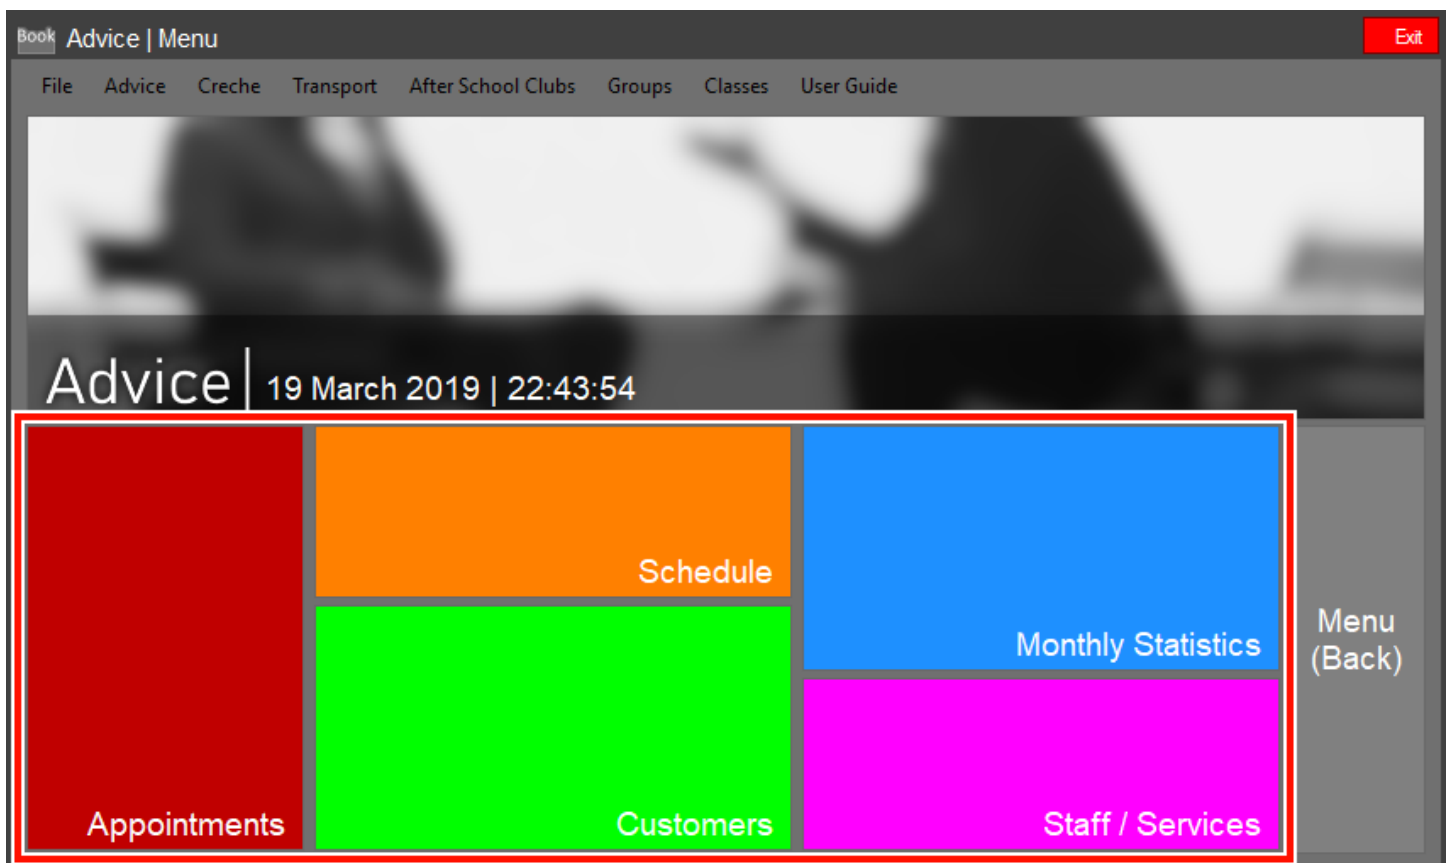 Book Advice | Menu
Exit
File Advice Creche Transport After School Clubs Groups Classes User Guide
Advice | 19 March 2019 | 22:43:54
Schedule
Monthly Statistics
Menu
(Back)
Appointments
Customers
Staff / Services